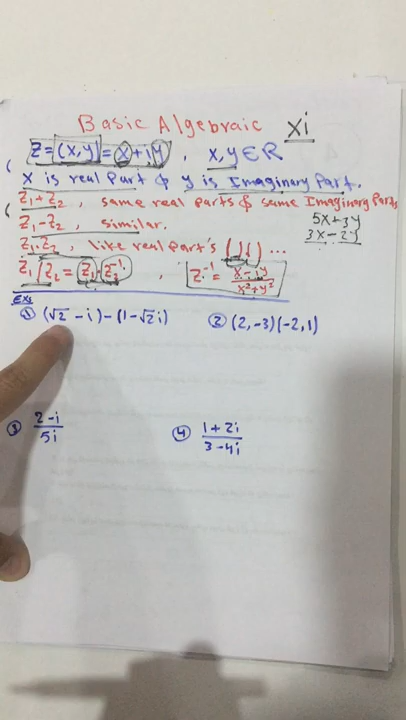 Basic Algebraic
xi
Z = (x,y) = x + iy , x,y ∈ R
X is real Part & y is Imaginary Part.
Z1 + Z2 , same real parts & same Imaginary Parts
Z1 - Z2, similar.
5x+3y
3x-2y
Z1.Z2 , like real part's ( )( ) ...
Z1/Z2 = Z1.Z2⁻¹ , Z⁻¹ = x - iy / x²+y²
EX:
① (√2 - i) - (1 - √2 i)
② (2,-3)(-2,1)
③ 2-i / 5i
④ 1+2i / 3-4i